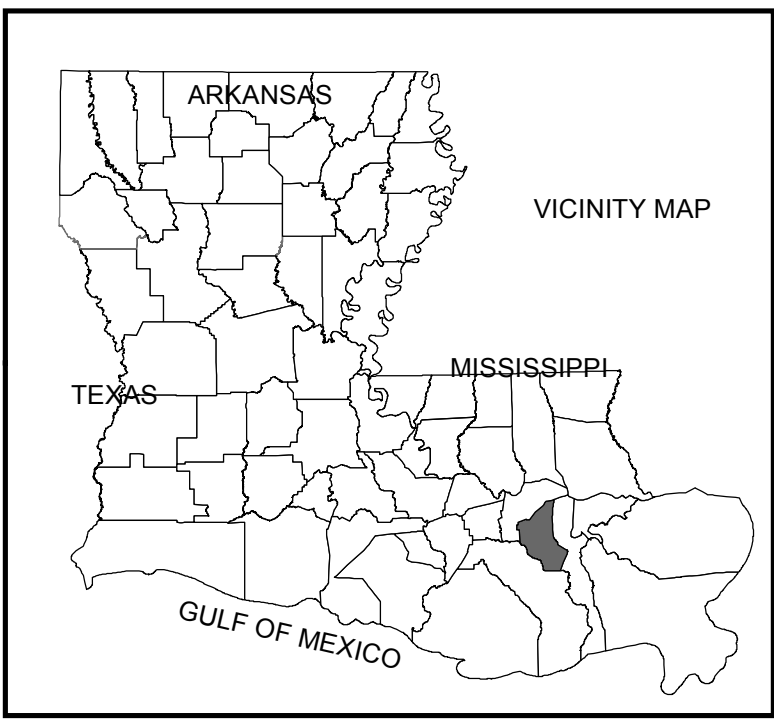 ARKANSAS
VICINITY MAP
MISSISSIPPI
TEXAS
GULF OF MEXICO